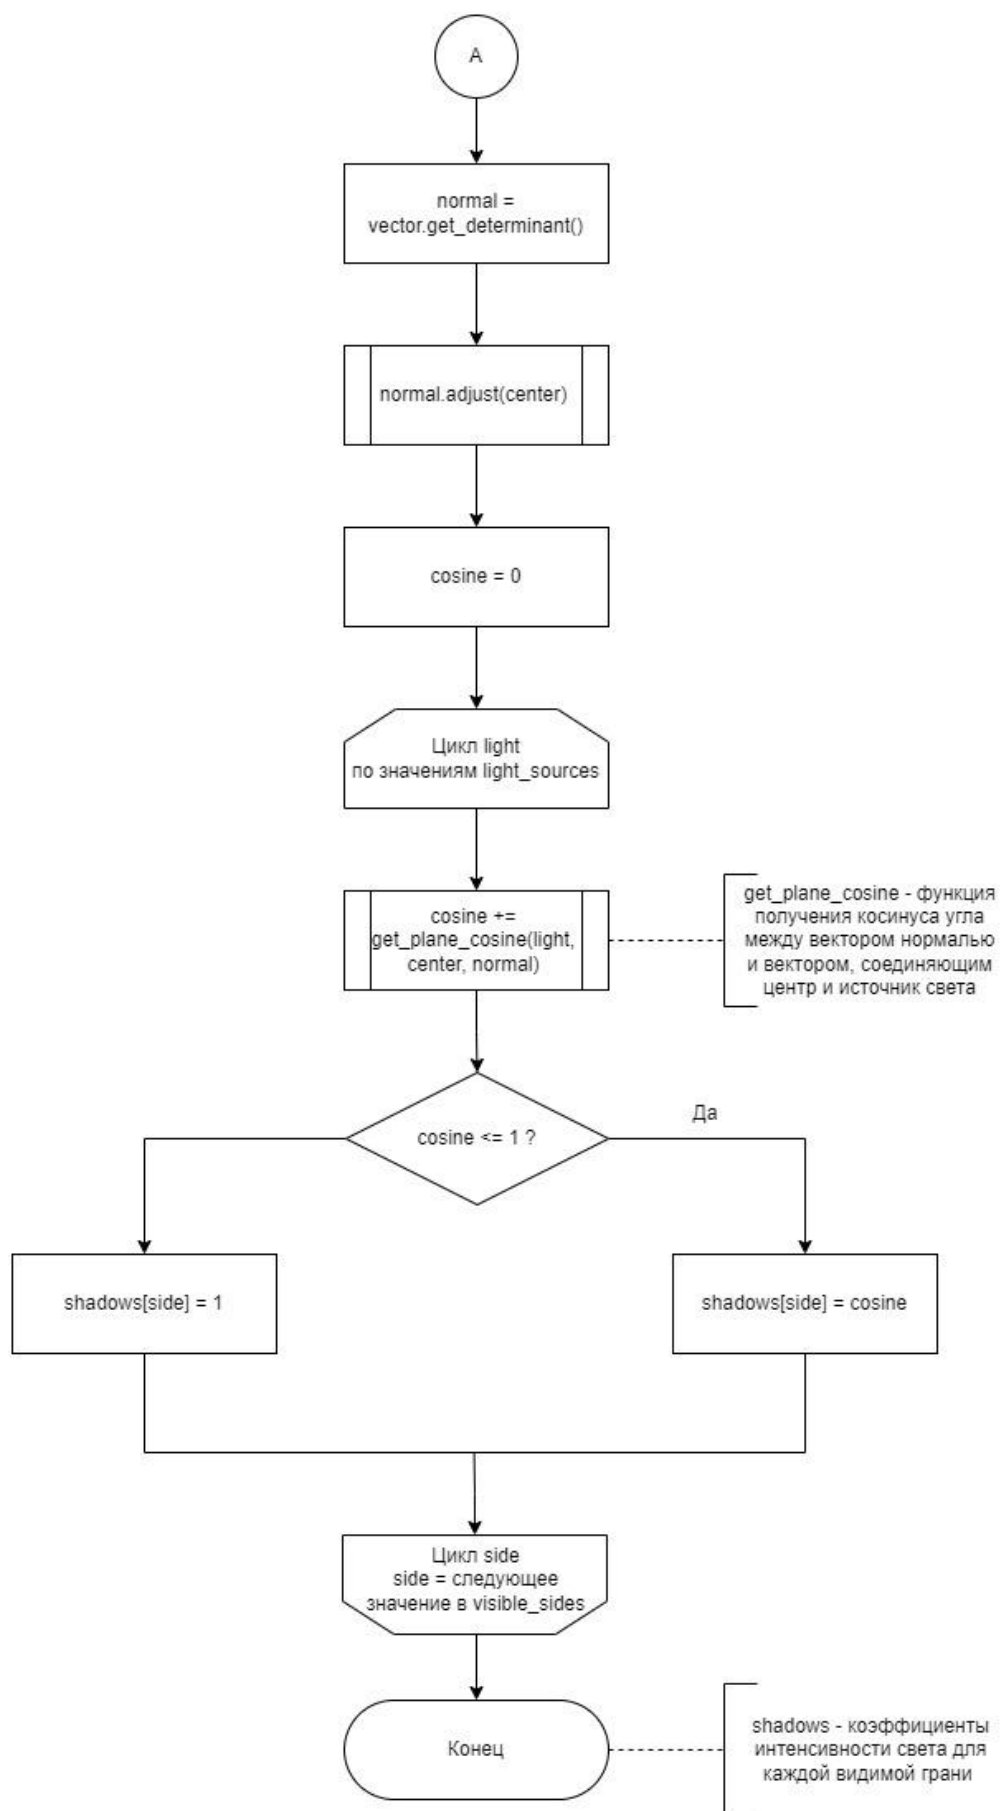 A
normal =
vector.get_determinant()
normal.adjust(center)
cosine = 0
Цикл light
по значениям light_sources
cosine +=
get_plane_cosine(light,
center, normal)
get_plane_cosine - функция
получения косинуса угла
между вектором нормалью
и вектором, соединяющим
центр и источник света
cosine <= 1 ?
Да
shadows[side] = 1
shadows[side] = cosine
Цикл side
side = следующее
значение в visible_sides
Конец
shadows - коэффициенты
интенсивности света для
каждой видимой грани